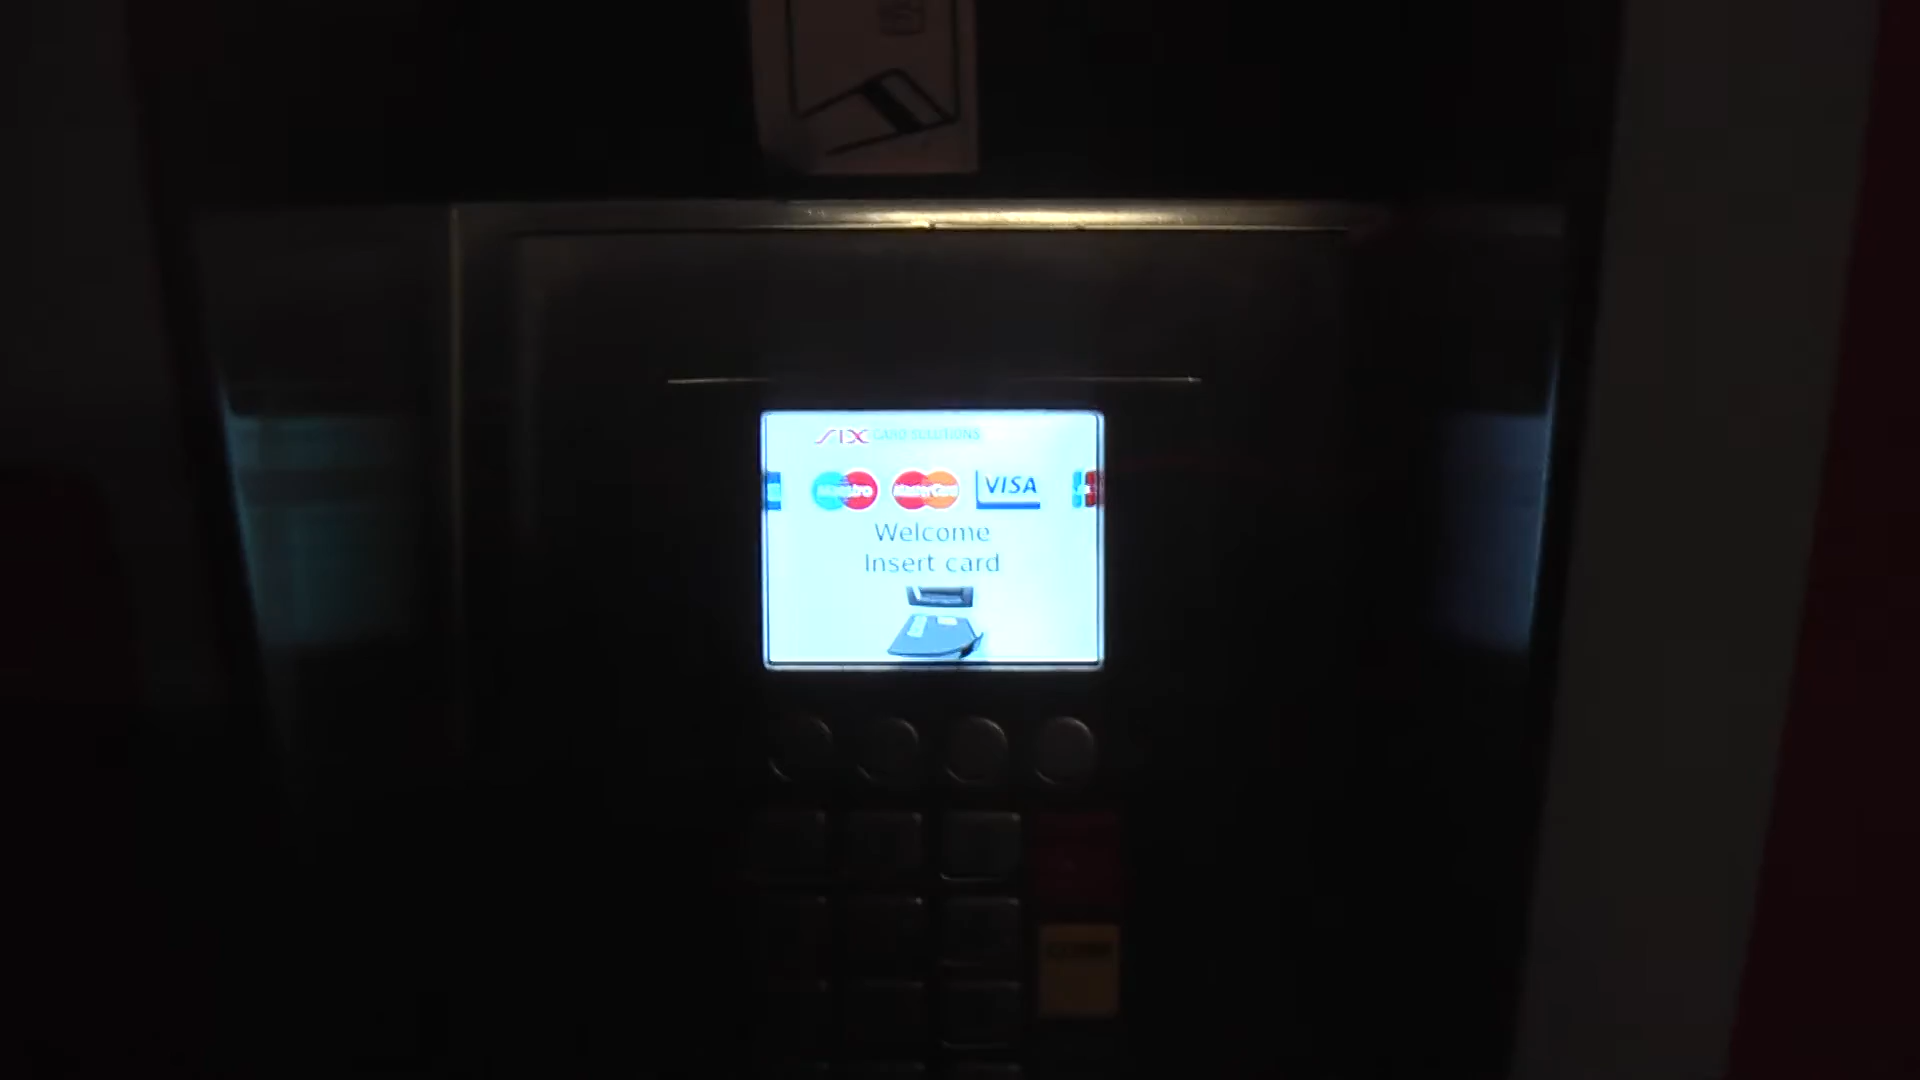 SIX CARD SOLUTIONS
Maestro MasterCard VISA
Welcome
Insert card